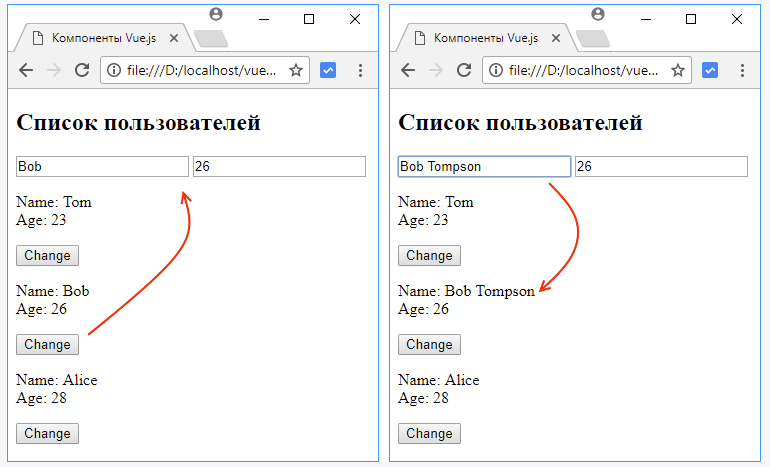 Компоненты Vue.js
file:///D:/localhost/vue...
Список пользователей
Bob 26
Name: Tom
Age: 23
Change
Name: Bob
Age: 26
Change
Name: Alice
Age: 28
Change
Компоненты Vue.js
file:///D:/localhost/vue...
Список пользователей
Bob Tompson 26
Name: Tom
Age: 23
Change
Name: Bob Tompson
Age: 26
Change
Name: Alice
Age: 28
Change